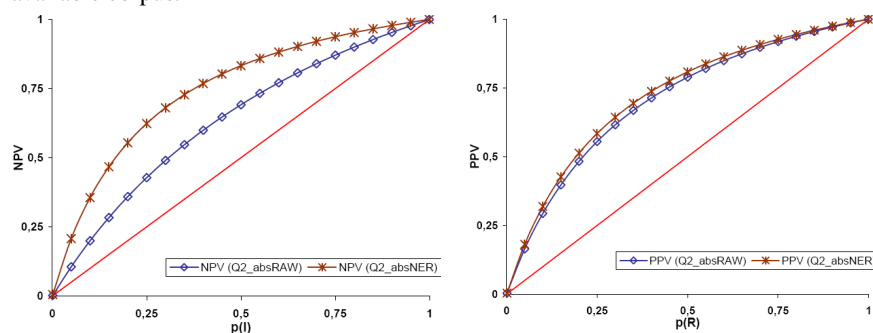 1
0,75
0,5
0,25
0
NPV
NPV (Q2_absRAW) NPV (Q2_absNER)
0 0,25 0,5 0,75 1
p(I)
1
0,75
0,5
0,25
0
PPV
PPV (Q2_absRAW) PPV (Q2_absNER)
0 0,25 0,5 0,75 1
p(R)